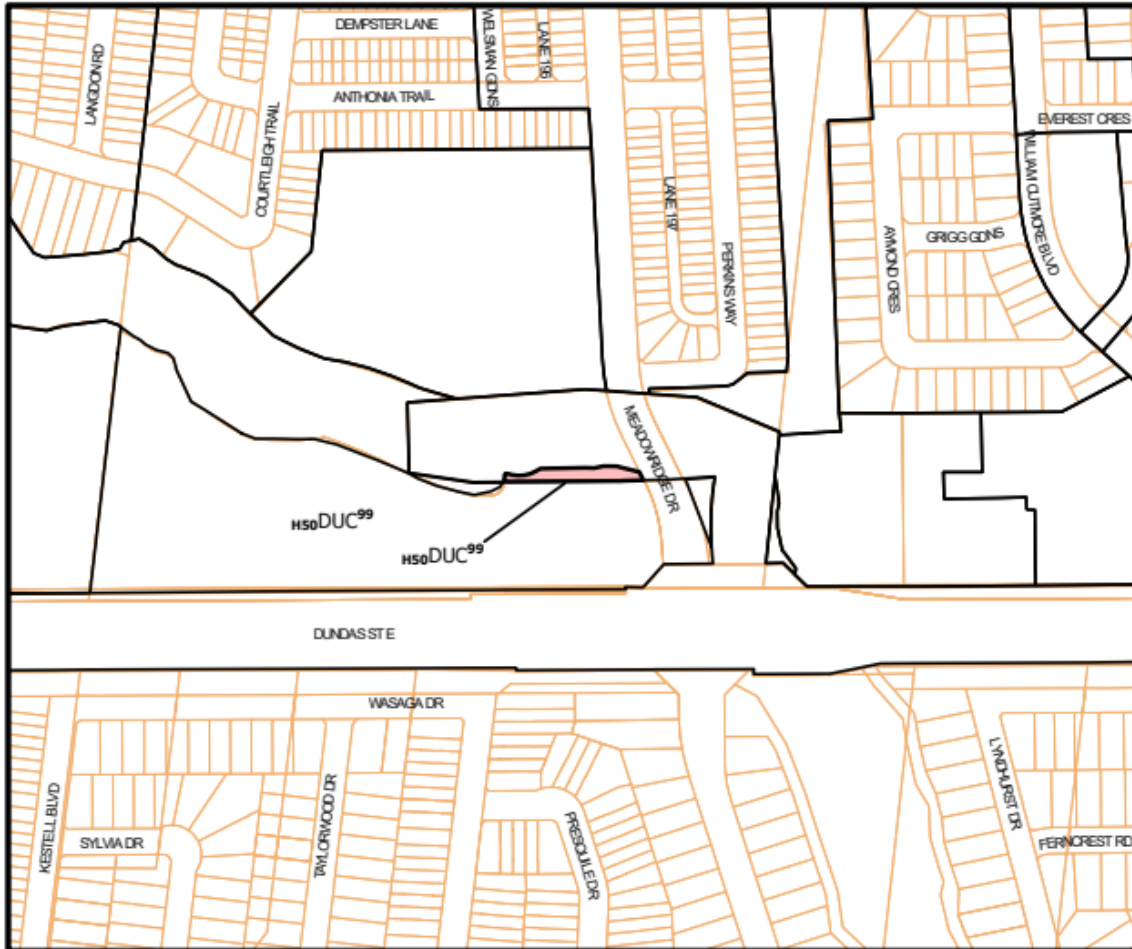 DEMPSTER LANE
WELSMAN GDNS
LANE 196
LANGDON RD
ANTHONIA TRAIL
COURTLEIGH TRAIL
EVEREST CRES
WILLIAM CUTMORE BLVD
LANE 197
PERKINS WAY
AYMOND CRES
GRIGG GDNS
MEADOWRIDGE DR
H50DUC99
H50DUC99
DUNDAS ST E
WASAGA DR
KESTELL BLVD
SYLVIA DR
TAYLORWOOD DR
PRESQUILE DR
LYNDHURST DR
FERNCREST RD